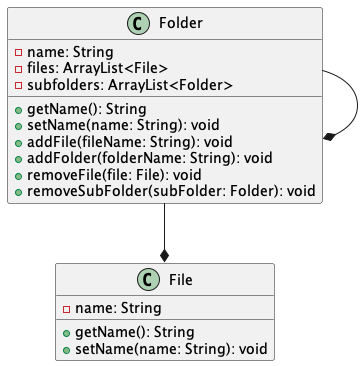 C Folder
name: String
files: ArrayList<File>
subfolders: ArrayList<Folder>
getName(): String
setName(name: String): void
addFile(fileName: String): void
addFolder(folderName: String): void
removeFile(file: File): void
removeSubFolder(subFolder: Folder): void
C File
name: String
getName(): String
setName(name: String): void